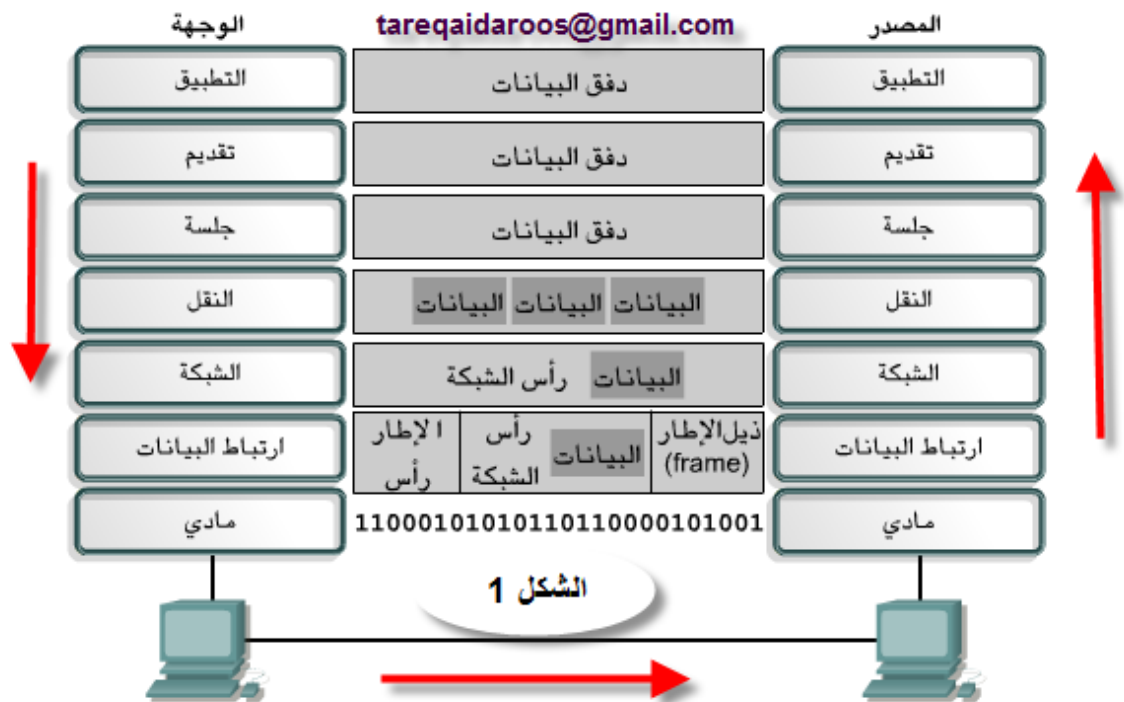 المصدر
tareqaidaroos@gmail.com
الوجهة
التطبيق
دفق البيانات
التطبيق
تقديم
دفق البيانات
تقديم
جلسة
دفق البيانات
جلسة
النقل
البيانات البيانات البيانات
النقل
الشبكة
البيانات رأس الشبكة
الشبكة
ارتباط البيانات
ذيل الإطار
(frame)
البيانات
رأس
الشبكة
الإطار
رأس
ارتباط البيانات
مادي
11000101010110110000101001
مادي
الشكل 1